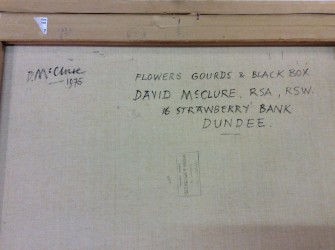 D. McClure
1975
FLOWERS GOURDS & BLACK BOX
DAVID McCLURE, RSA, RSW.
16 STRAWBERRY BANK
DUNDEE.